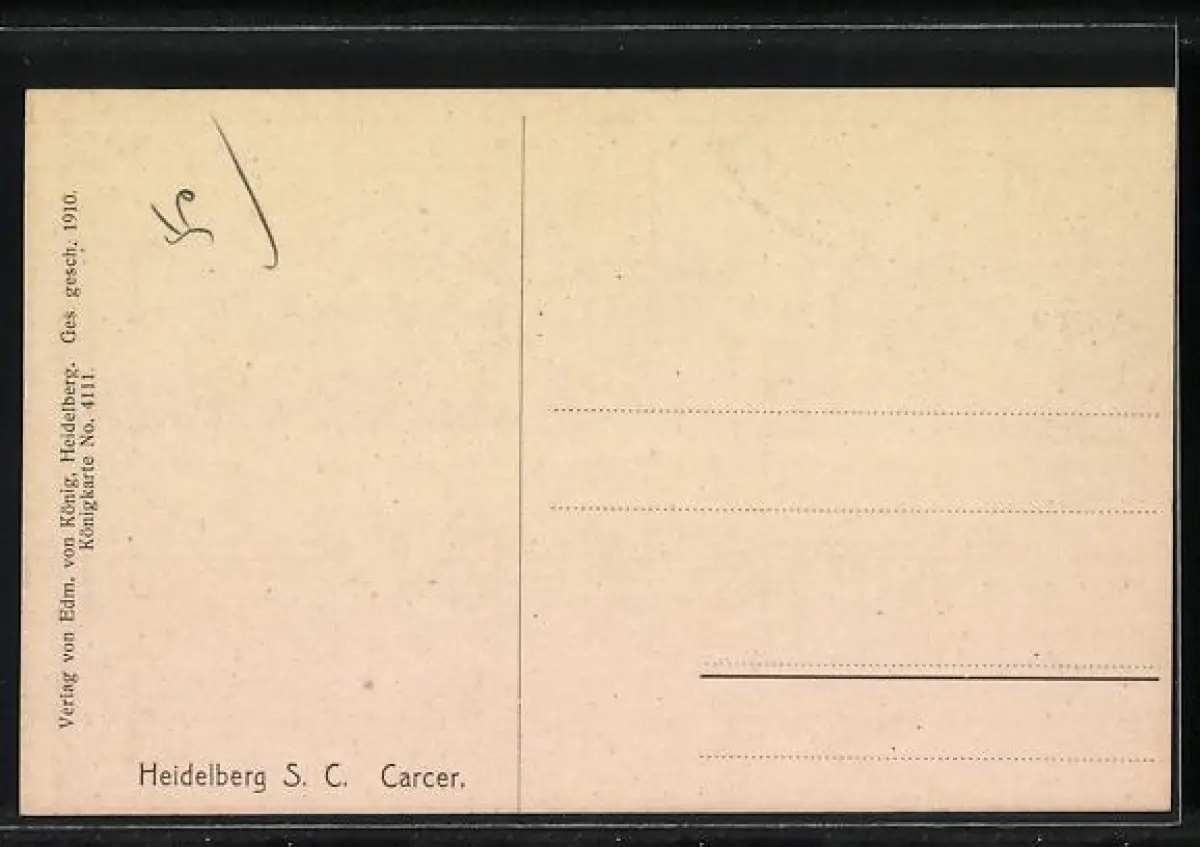 Verlag von Edm. von König, Heidelberg. Ges. gesch. 1910.
Königkarte No. 4111.
Heidelberg S. C. Carcer.